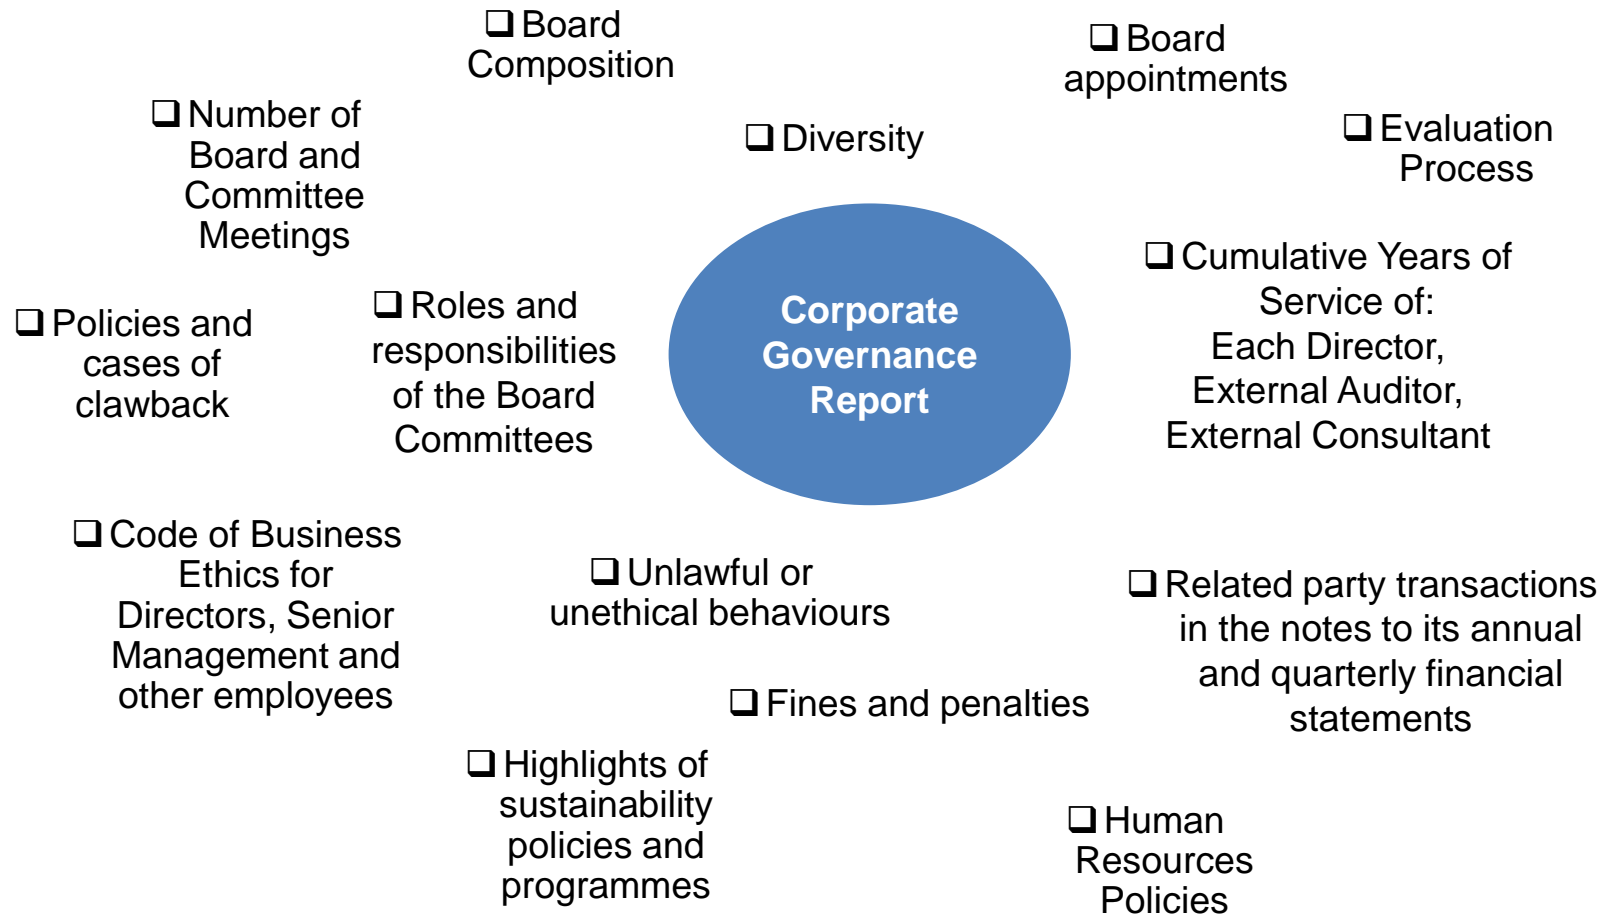 ❑ Board
Composition
❑ Board
appointments
❑ Number of
Board and
Committee
Meetings
❑ Diversity
❑ Evaluation
Process
❑ Policies and
cases of
clawback
❑ Roles and
responsibilities
of the Board
Committees
Corporate
Governance
Report
❑ Cumulative Years of
Service of:
Each Director,
External Auditor,
External Consultant
❑ Code of Business
Ethics for
Directors, Senior
Management and
other employees
❑ Unlawful or
unethical behaviours
❑ Related party transactions
in the notes to its annual
and quarterly financial
statements
❑ Fines and penalties
❑ Highlights of
sustainability
policies and
programmes
❑ Human
Resources
Policies